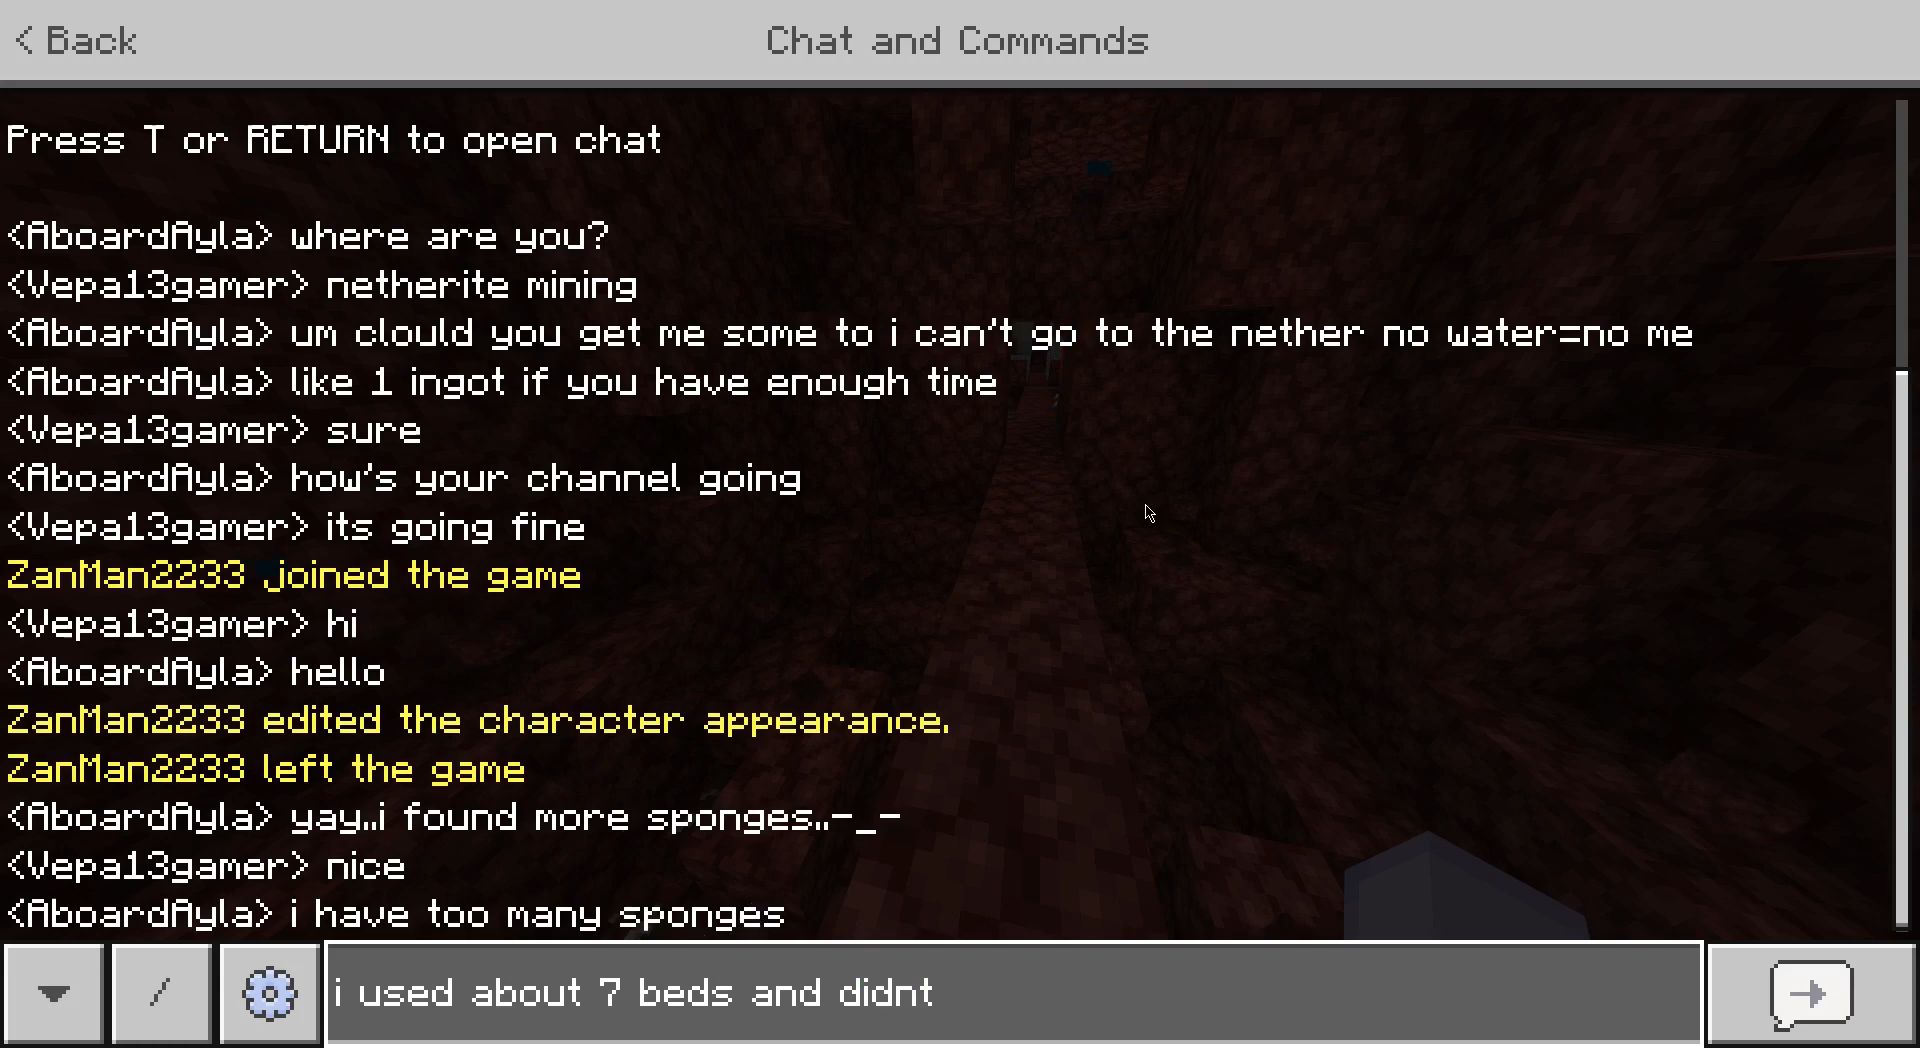 < Back
Chat and Commands
Press T or RETURN to open chat
<AboardAyla> where are you?
<Vepa13gamer> netherite mining
<AboardAyla> um clould you get me some to i can't go to the nether no water=no me
<AboardAyla> like 1 ingot if you have enough time
<Vepa13gamer> sure
<AboardAyla> how's your channel going
<Vepa13gamer> its going fine
ZanMan2233 joined the game
<Vepa13gamer> hi
<AboardAyla> hello
ZanMan2233 edited the character appearance.
ZanMan2233 left the game
<AboardAyla> yay..i found more sponges..-_-
<Vepa13gamer> nice
<AboardAyla> i have too many sponges
/
i used about 7 beds and didnt